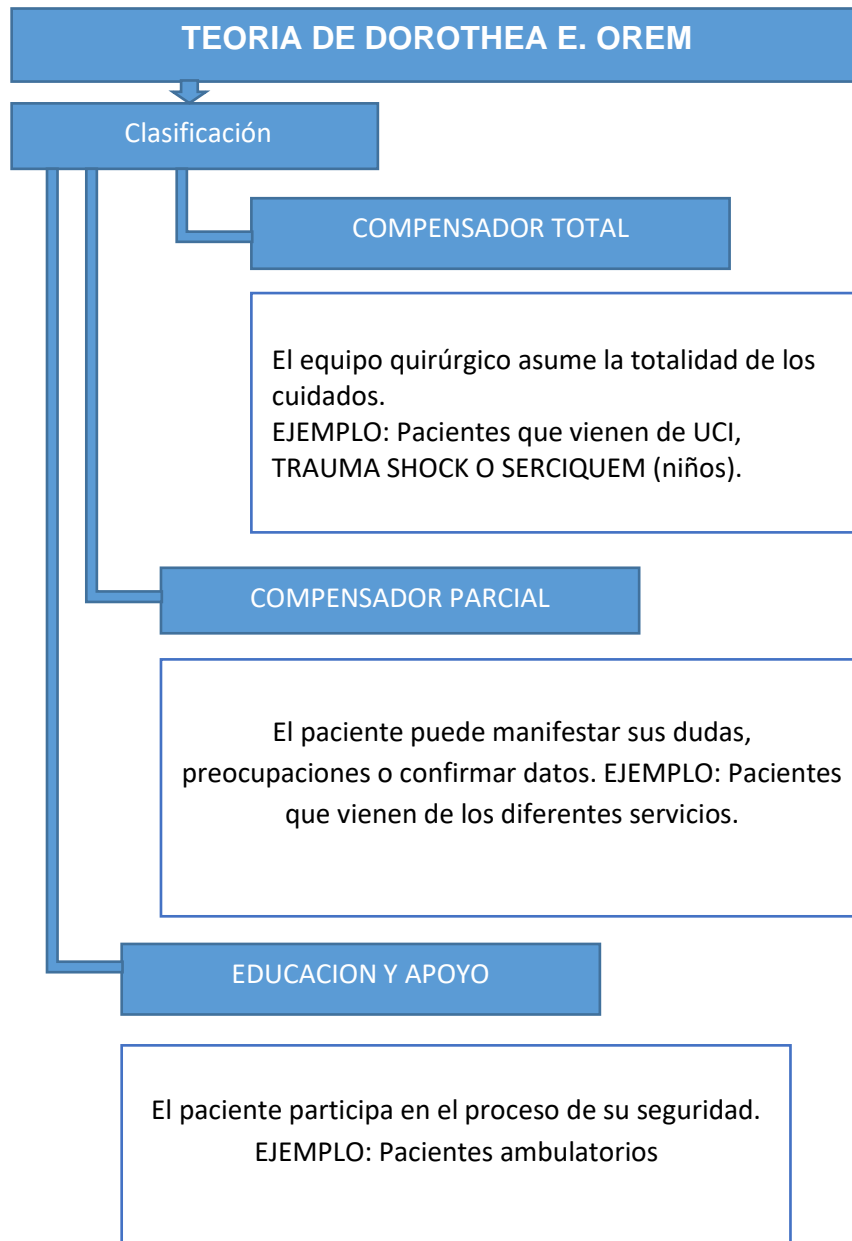 TEORIA DE DOROTHEA E. OREM
Clasificación
COMPENSADOR TOTAL
El equipo quirúrgico asume la totalidad de los
cuidados.
EJEMPLO: Pacientes que vienen de UCI,
TRAUMA SHOCK O SERCIQUEM (niños).
COMPENSADOR PARCIAL
El paciente puede manifestar sus dudas,
preocupaciones o confirmar datos. EJEMPLO: Pacientes
que vienen de los diferentes servicios.
EDUCACION Y APOYO
El paciente participa en el proceso de su seguridad.
EJEMPLO: Pacientes ambulatorios